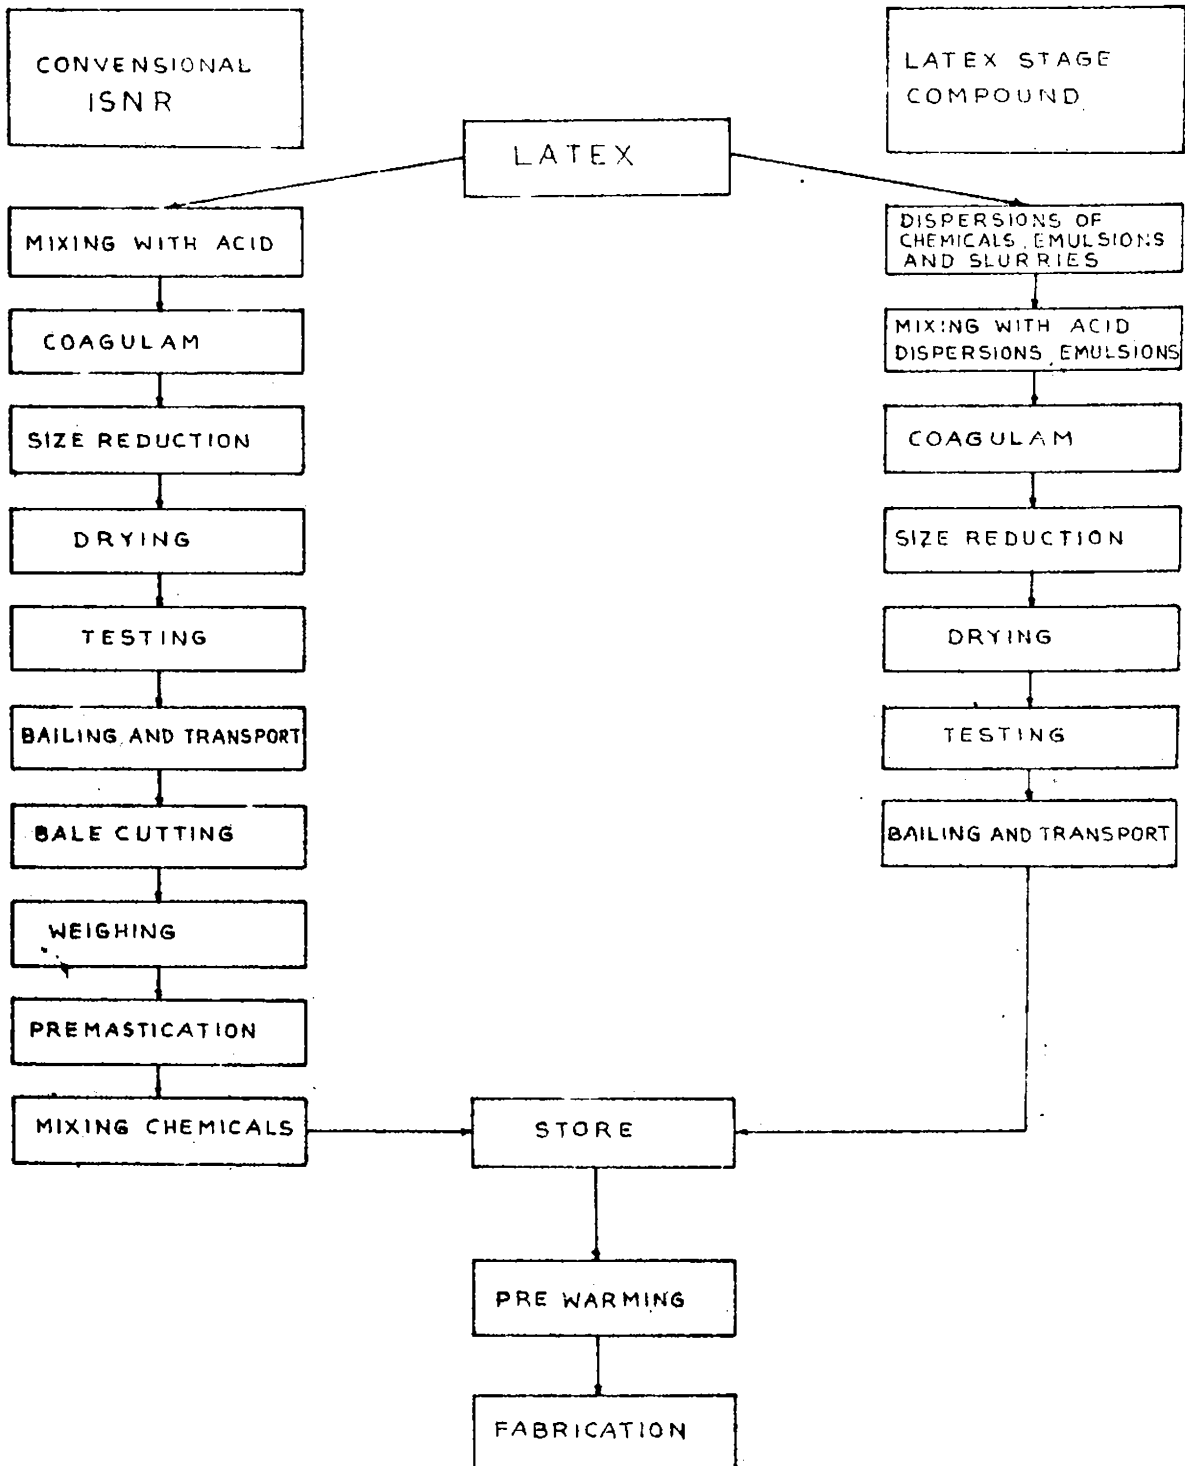 CONVENSIONAL
ISNR
LATEX STAGE
COMPOUND
LATEX
MIXING WITH ACID
COAGULAM
SIZE REDUCTION
DRYING
TESTING
BAILING AND TRANSPORT
BALE CUTTING
WEIGHING
PREMASTICATION
MIXING CHEMICALS
DISPERSIONS OF
CHEMICALS, EMULSIONS
AND SLURRIES
MIXING WITH ACID
DISPERSIONS, EMULSIONS
COAGULAM
SIZE REDUCTION
DRYING
TESTING
BAILING AND TRANSPORT
STORE
PRE WARMING
FABRICATION